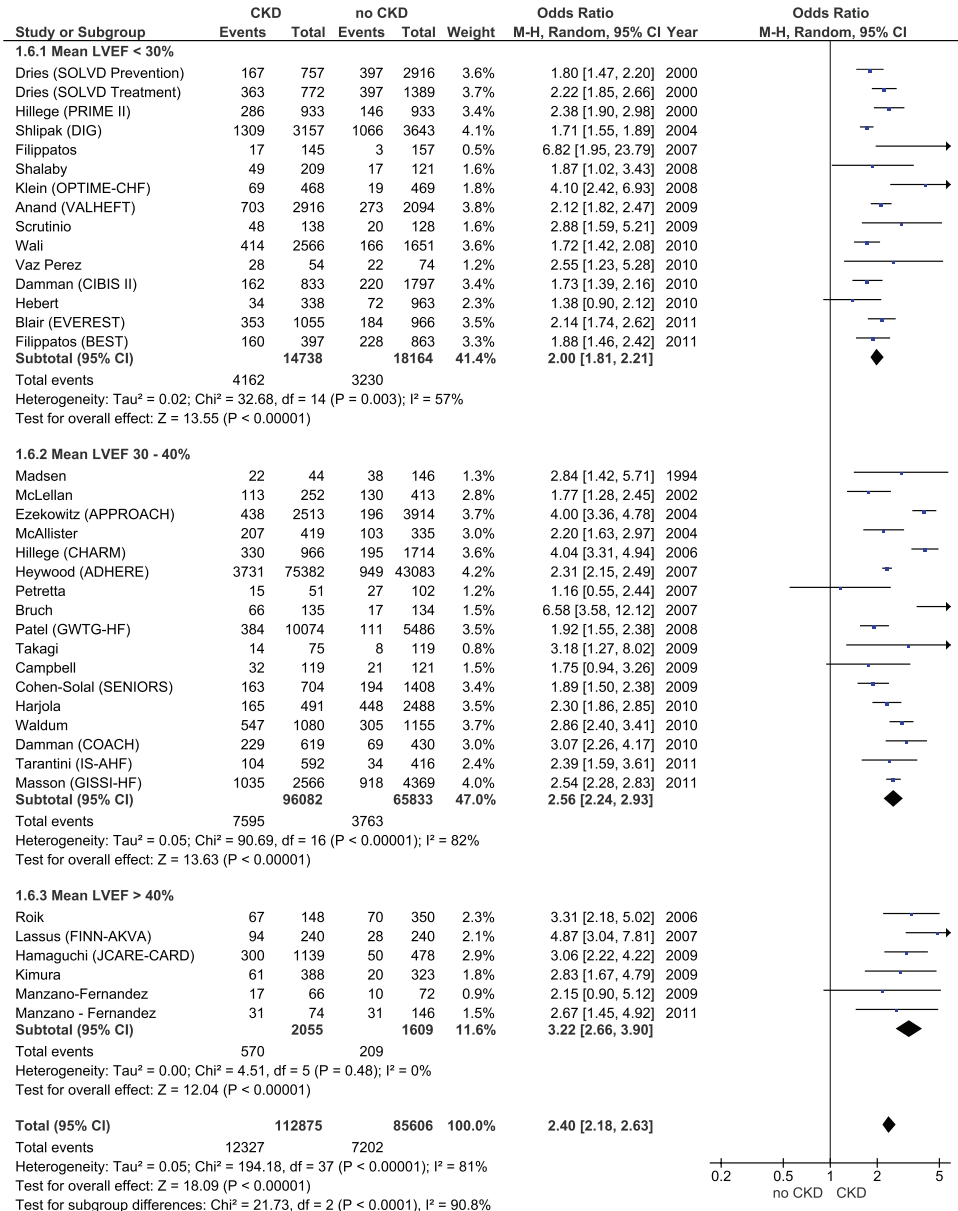 CKD no CKD Odds Ratio Odds Ratio
Study or Subgroup Events Total Events Total Weight M-H, Random, 95% CI Year M-H, Random, 95% CI
1.6.1 Mean LVEF < 30%
Dries (SOLVD Prevention) 167 757 397 2916 3.6% 1.80 [1.47, 2.20] 2000
Dries (SOLVD Treatment) 363 772 397 1389 3.7% 2.22 [1.85, 2.66] 2000
Hillege (PRIME II) 286 933 146 933 3.4% 2.38 [1.90, 2.98] 2000
Shlipak (DIG) 1309 3157 1066 3643 4.1% 1.71 [1.55, 1.89] 2004
Filippatos 17 145 3 157 0.5% 6.82 [1.95, 23.79] 2007
Shalaby 49 209 17 121 1.6% 1.87 [1.02, 3.43] 2008
Klein (OPTIME-CHF) 69 468 19 469 1.8% 4.10 [2.42, 6.93] 2008
Anand (VALHEFT) 703 2916 273 2094 3.8% 2.12 [1.82, 2.47] 2009
Scrutinio 48 138 20 128 1.6% 2.88 [1.59, 5.21] 2009
Wali 414 2566 166 1651 3.6% 1.72 [1.42, 2.08] 2010
Vaz Perez 28 54 22 74 1.2% 2.55 [1.23, 5.28] 2010
Damman (CIBIS II) 162 833 220 1797 3.4% 1.73 [1.39, 2.16] 2010
Hebert 34 338 72 963 2.3% 1.38 [0.90, 2.12] 2010
Blair (EVEREST) 353 1055 184 966 3.5% 2.14 [1.74, 2.62] 2011
Filippatos (BEST) 160 397 228 863 3.3% 1.88 [1.46, 2.42] 2011
Subtotal (95% CI) 14738 18164 41.4% 2.00 [1.81, 2.21]
Total events 4162 3230
Heterogeneity: Tau² = 0.02; Chi² = 32.68, df = 14 (P = 0.003); I² = 57%
Test for overall effect: Z = 13.55 (P < 0.00001)
1.6.2 Mean LVEF 30 - 40%
Madsen 22 44 38 146 1.3% 2.84 [1.42, 5.71] 1994
McLellan 113 252 130 413 2.8% 1.77 [1.28, 2.45] 2002
Ezekowitz (APPROACH) 438 2513 196 3914 3.7% 4.00 [3.36, 4.78] 2004
McAllister 207 419 103 335 3.0% 2.20 [1.63, 2.97] 2004
Hillege (CHARM) 330 966 195 1714 3.6% 4.04 [3.31, 4.94] 2006
Heywood (ADHERE) 3731 75382 949 43083 4.2% 2.31 [2.15, 2.49] 2007
Petretta 15 51 27 102 1.2% 1.16 [0.55, 2.44] 2007
Bruch 66 135 17 134 1.5% 6.58 [3.58, 12.12] 2007
Patel (GWTG-HF) 384 10074 111 5486 3.5% 1.92 [1.55, 2.38] 2008
Takagi 14 75 8 119 0.8% 3.18 [1.27, 8.02] 2009
Campbell 32 119 21 121 1.5% 1.75 [0.94, 3.26] 2009
Cohen-Solal (SENIORS) 163 704 194 1408 3.4% 1.89 [1.50, 2.38] 2009
Harjola 165 491 448 2488 3.5% 2.30 [1.86, 2.85] 2010
Waldum 547 1080 305 1155 3.7% 2.86 [2.40, 3.41] 2010
Damman (COACH) 229 619 69 430 3.0% 3.07 [2.26, 4.17] 2010
Tarantini (IS-AHF) 104 592 34 416 2.4% 2.39 [1.59, 3.61] 2011
Masson (GISSI-HF) 1035 2566 918 4369 4.0% 2.54 [2.28, 2.83] 2011
Subtotal (95% CI) 96082 65833 47.0% 2.56 [2.24, 2.93]
Total events 7595 3763
Heterogeneity: Tau² = 0.05; Chi² = 90.69, df = 16 (P < 0.00001); I² = 82%
Test for overall effect: Z = 13.63 (P < 0.00001)
1.6.3 Mean LVEF > 40%
Roik 67 148 70 350 2.3% 3.31 [2.18, 5.02] 2006
Lassus (FINN-AKVA) 94 240 28 240 2.1% 4.87 [3.04, 7.81] 2007
Hamaguchi (JCARE-CARD) 300 1139 50 478 2.9% 3.06 [2.22, 4.22] 2009
Kimura 61 388 20 323 1.8% 2.83 [1.67, 4.79] 2009
Manzano-Fernandez 17 66 10 72 0.9% 2.15 [0.90, 5.12] 2009
Manzano - Fernandez 31 74 31 146 1.6% 2.67 [1.45, 4.92] 2011
Subtotal (95% CI) 2055 1609 11.6% 3.22 [2.66, 3.90]
Total events 570 209
Heterogeneity: Tau² = 0.00; Chi² = 4.51, df = 5 (P = 0.48); I² = 0%
Test for overall effect: Z = 12.04 (P < 0.00001)
Total (95% CI) 112875 85606 100.0% 2.40 [2.18, 2.63]
Total events 12327 7202
Heterogeneity: Tau² = 0.05; Chi² = 194.18, df = 37 (P < 0.00001); I² = 81%
Test for overall effect: Z = 18.09 (P < 0.00001)
Test for subgroup differences: Chi² = 21.73, df = 2 (P < 0.0001), I² = 90.8%
0.2 0.5 1 2 5
no CKD CKD